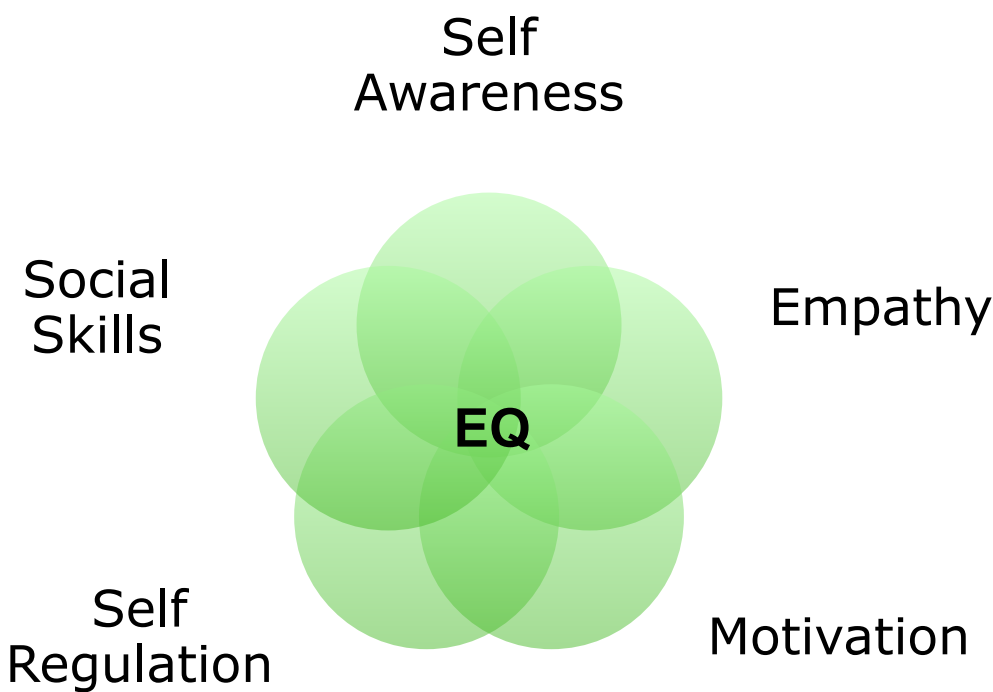 Self
Awareness
Social
Skills
Empathy
EQ
Self
Regulation
Motivation